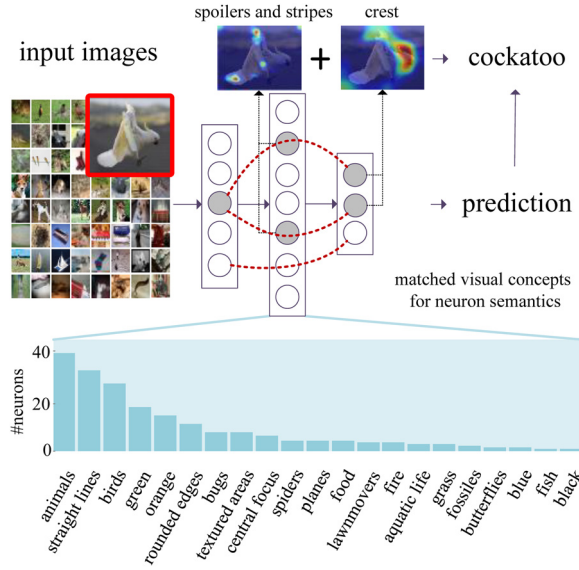 spoilers and stripes
crest
input images
+
cockatoo
prediction
matched visual concepts
for neuron semantics
#neurons
40
20
0
animals
straight lines
birds
green
orange
rounded edges
bugs
textured areas
central focus
spiders
planes
food
lawnmovers
fire
aquatic life
grass
fossiles
butterflies
blue
fish
black